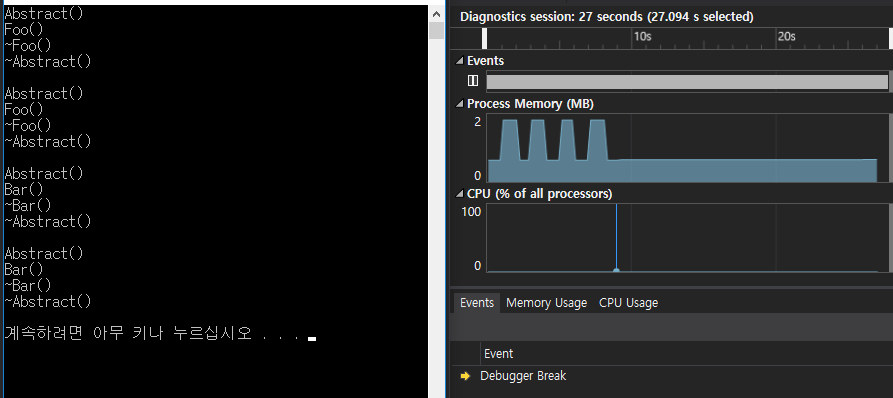 Abstract()
Foo()
~Foo()
~Abstract()
Abstract()
Foo()
~Foo()
~Abstract()
Abstract()
Bar()
~Bar()
~Abstract()
Abstract()
Bar()
~Bar()
~Abstract()
계속하려면 아무 키나 누르십시오 . . .
Diagnostics session: 27 seconds (27.094 s selected)
10s 20s
Events
Process Memory (MB)
2
0
CPU (% of all processors)
100
0
Events Memory Usage CPU Usage
Event
Debugger Break